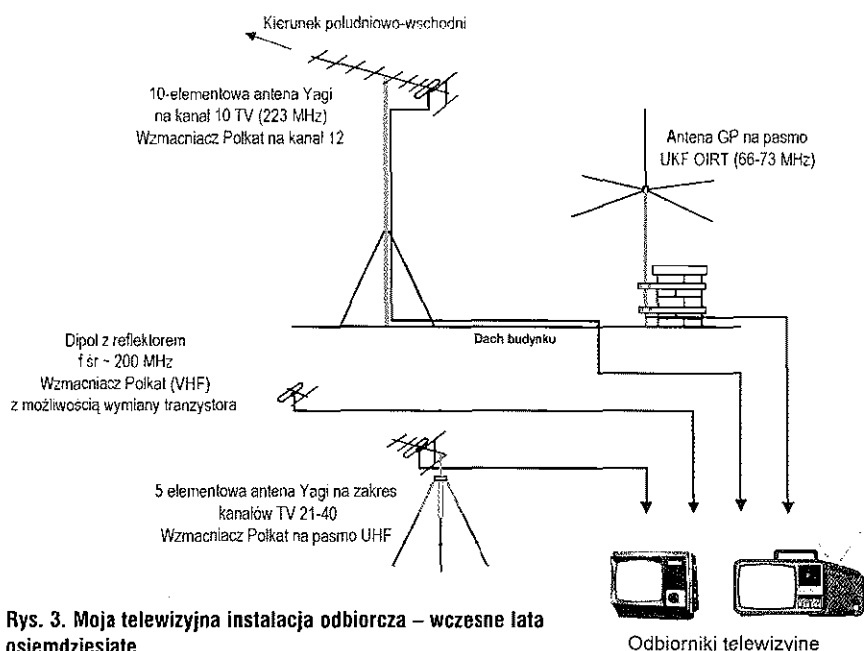 Kierunek południowo-wschodni
10-elementowa antena Yagi
na kanał 10 TV (223 MHz)
Wzmacniacz Polkat na kanał 12
Antena GP na pasmo
UKF OIRT (66-73 MHz)
Dach budynku
Dipol z reflektorem
f śr ~ 200 MHz
Wzmacniacz Polkat (VHF)
z możliwością wymiany tranzystora
5 elementowa antena Yagi na zakres
kanałów TV 21-40
Wzmacniacz Polkat na pasmo UHF
Rys. 3. Moja telewizyjna instalacja odbiorcza – wczesne lata
osiemdziesiąte
Odbiorniki telewizyjne